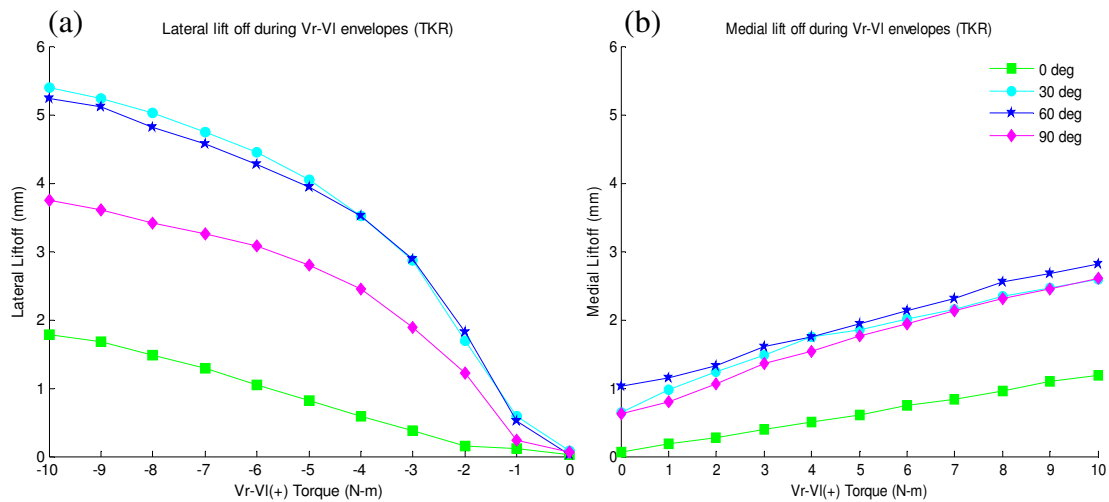 (a)
Lateral lift off during Vr-Vl envelopes (TKR)
6
5
4
3
2
1
0
Lateral Liftoff (mm)
-10 -9 -8 -7 -6 -5 -4 -3 -2 -1 0
Vr-Vl(+) Torque (N-m)
(b)
Medial lift off during Vr-Vl envelopes (TKR)
6
5
4
3
2
1
0
Medial Liftoff (mm)
0 1 2 3 4 5 6 7 8 9 10
Vr-Vl(+) Torque (N-m)
0 deg
30 deg
60 deg
90 deg